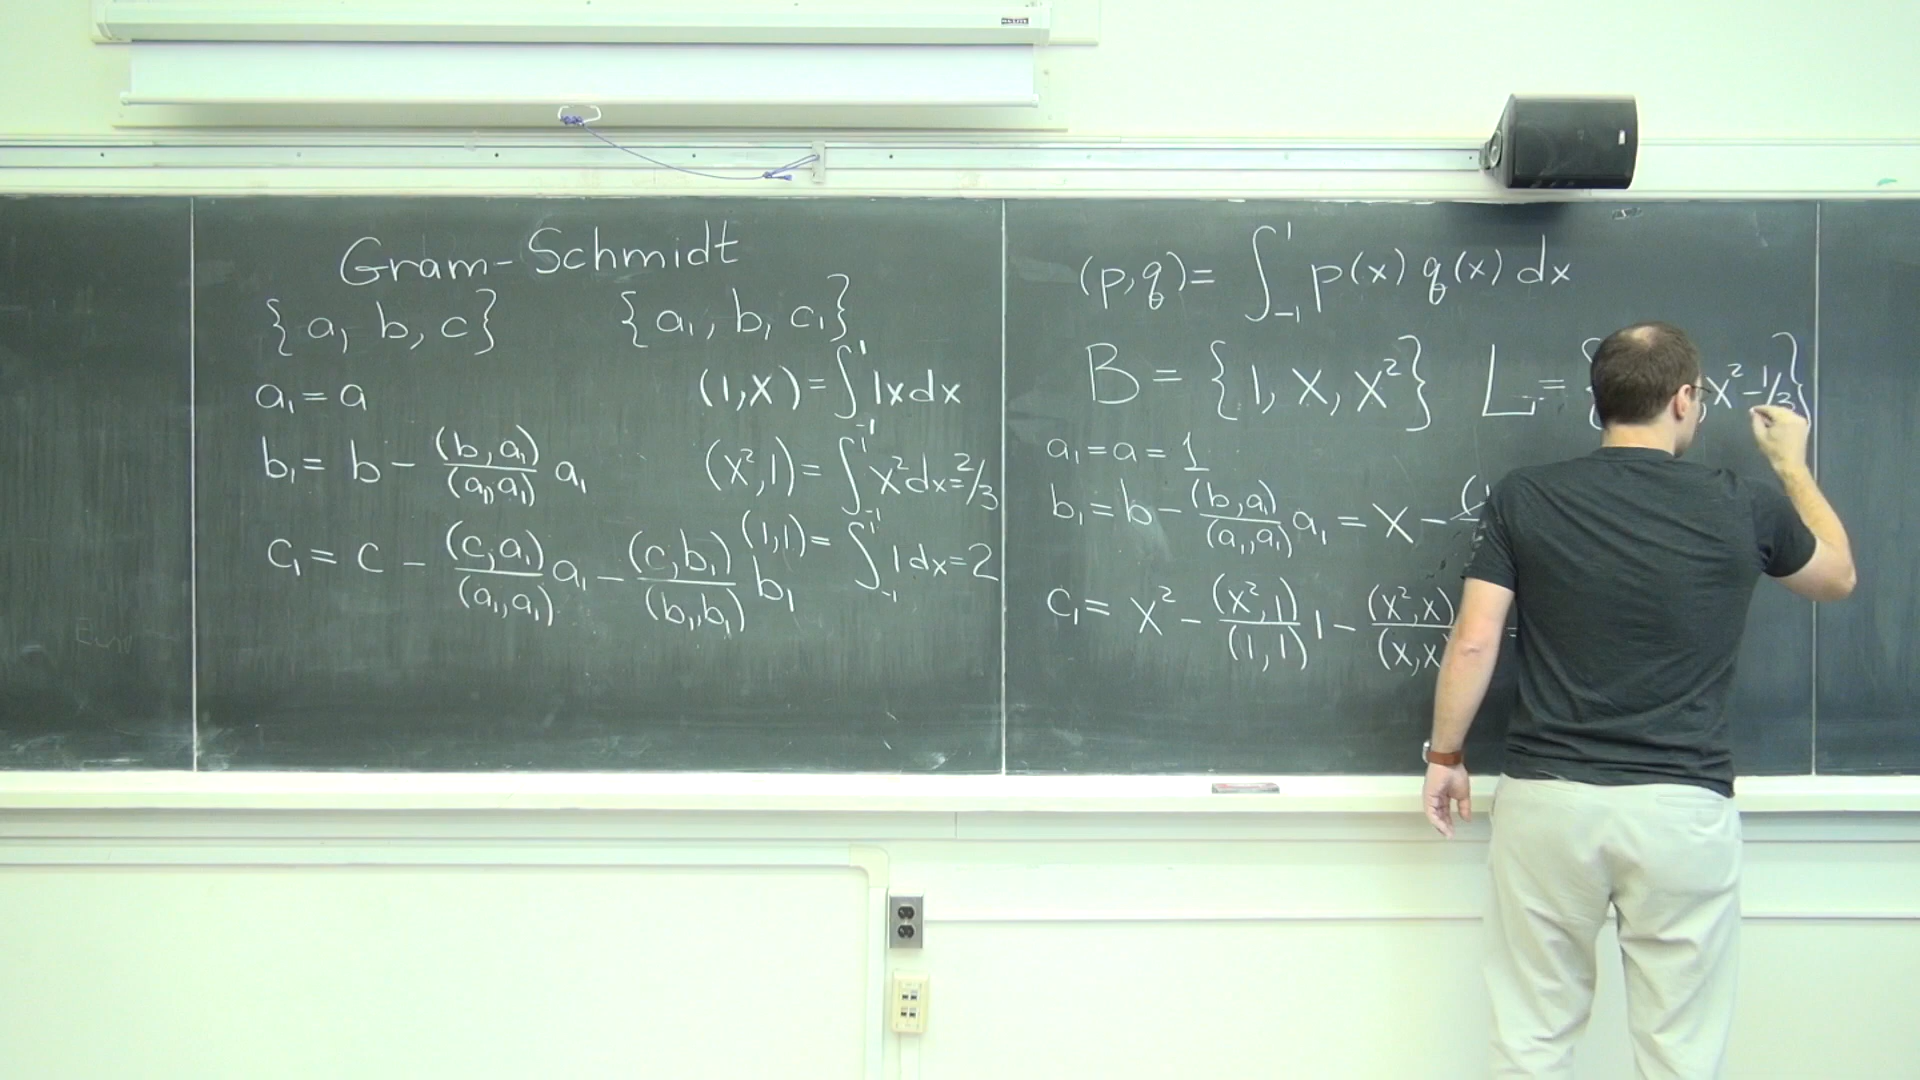 Gram-Schmidt
{a, b, c} {a₁, b, c₁}
a₁ = a
b₁ = b - (b,a₁)/(a₁,a₁) a₁
c₁ = c - (c,a₁)/(a₁,a₁) a₁ - (c,b₁)/(b₁,b₁) b₁
(1,x) = ∫₋₁¹ 1x dx
(x²,1) = ∫₋₁¹ x² dx = 2/3
(1,1) = ∫₋₁¹ 1 dx = 2
(p,q) = ∫₋₁¹ p(x) q(x) dx
B = {1, x, x²} L = { , x² - 1/3}
a₁ = a = 1
b₁ = b - (b,a₁)/(a₁,a₁) a₁ = x - (
c₁ = x² - (x²,1)/(1,1) 1 - (x²,x)/(x,x